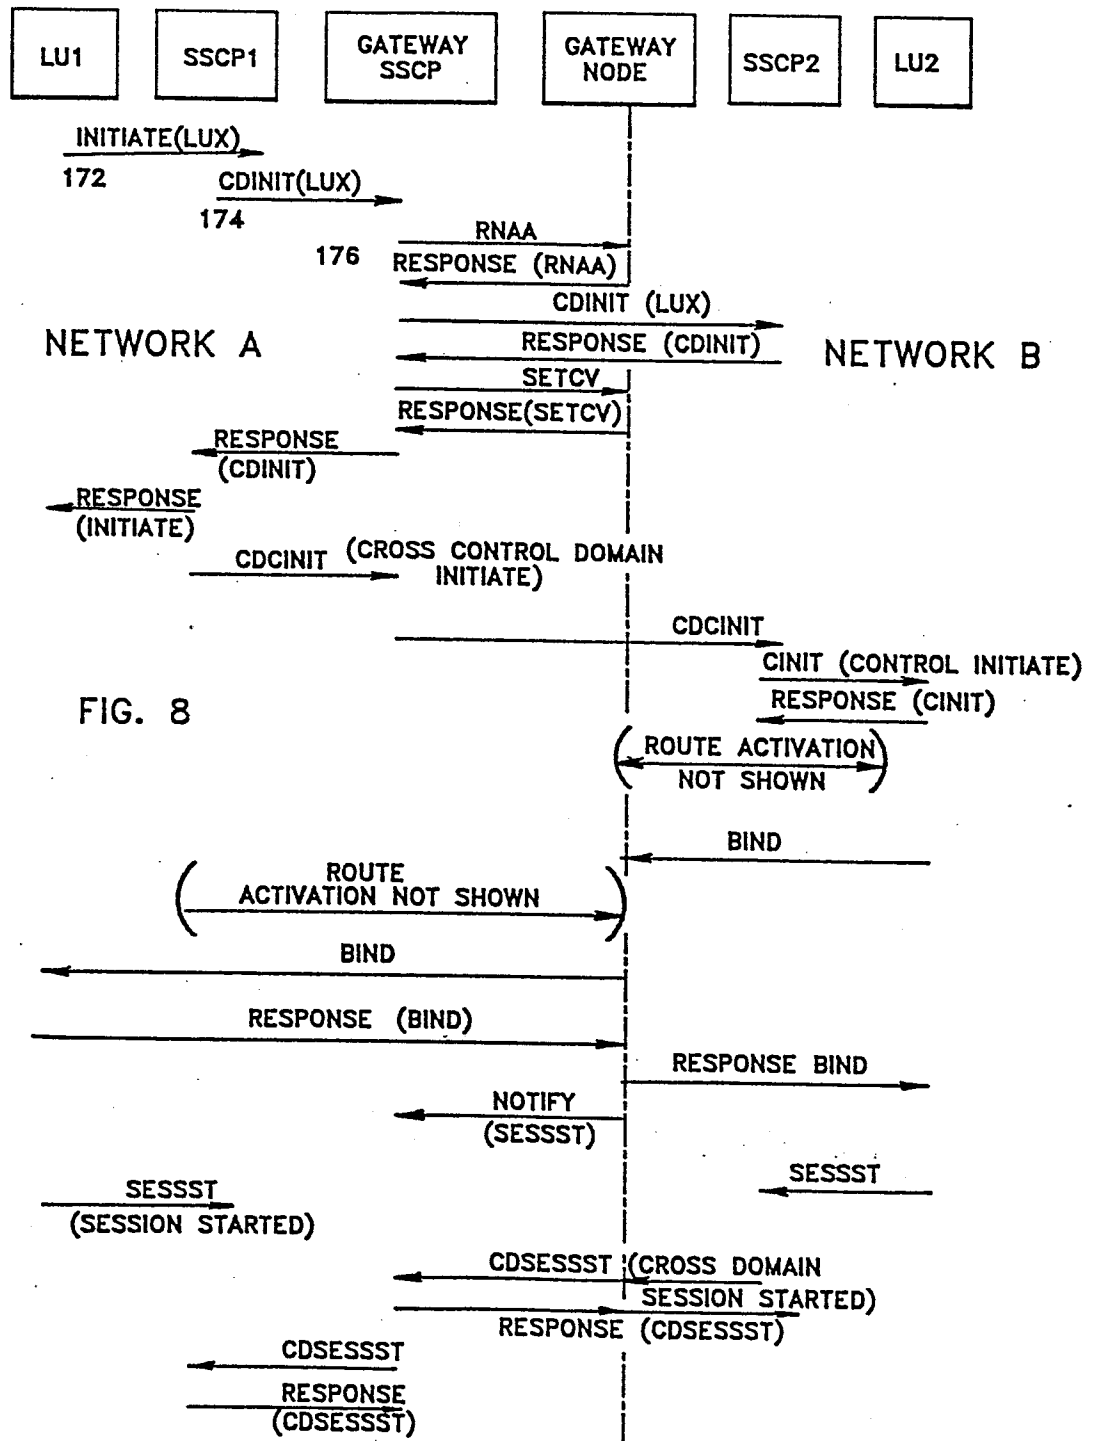 LU1
SSCP1
GATEWAY
SSCP
GATEWAY
NODE
SSCP2
LU2
INITIATE(LUX)
172
CDINIT(LUX)
174
RNAA
176
RESPONSE (RNAA)
CDINIT (LUX)
NETWORK A
RESPONSE (CDINIT)
NETWORK B
SETCV
RESPONSE(SETCV)
RESPONSE
(CDINIT)
RESPONSE
(INITIATE)
CDCINIT (CROSS CONTROL DOMAIN
INITIATE)
CDCINIT
CINIT (CONTROL INITIATE)
RESPONSE (CINIT)
FIG. 8
(ROUTE ACTIVATION
NOT SHOWN)
BIND
(ROUTE
ACTIVATION NOT SHOWN)
BIND
RESPONSE (BIND)
RESPONSE BIND
NOTIFY
(SESSST)
SESSST
SESSST
(SESSION STARTED)
CDSESSST (CROSS DOMAIN
SESSION STARTED)
RESPONSE (CDSESSST)
CDSESSST
RESPONSE
(CDSESSST)